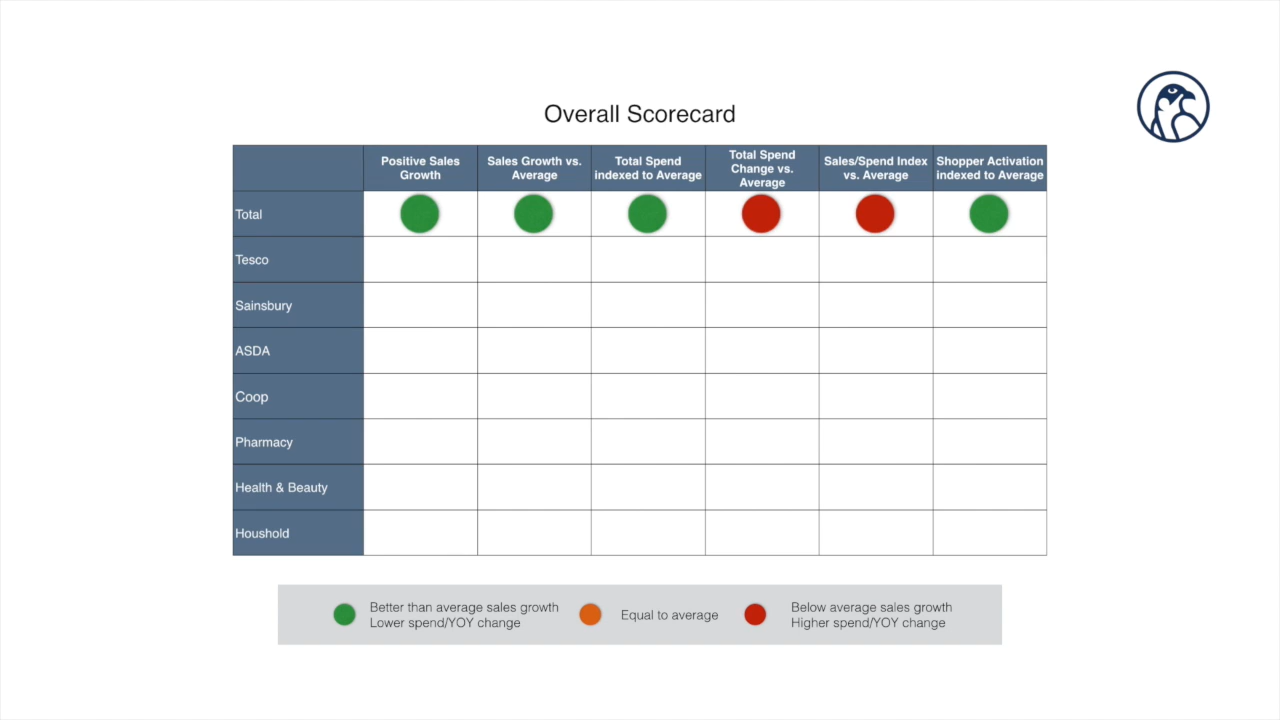 Overall Scorecard
Positive Sales
Growth
Sales Growth vs.
Average
Total Spend
indexed to Average
Total Spend
Change vs.
Average
Sales/Spend Index
vs. Average
Shopper Activation
indexed to Average
Total
Tesco
Sainsbury
ASDA
Coop
Pharmacy
Health & Beauty
Houshold
Better than average sales growth
Lower spend/YOY change
Equal to average
Below average sales growth
Higher spend/YOY change